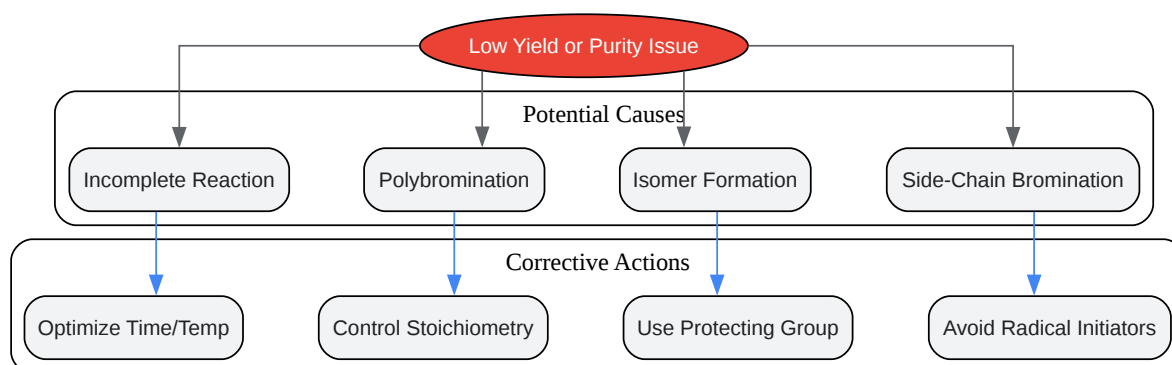 Low Yield or Purity Issue
Potential Causes
Incomplete Reaction
Polybromination
Isomer Formation
Side-Chain Bromination
Corrective Actions
Optimize Time/Temp
Control Stoichiometry
Use Protecting Group
Avoid Radical Initiators